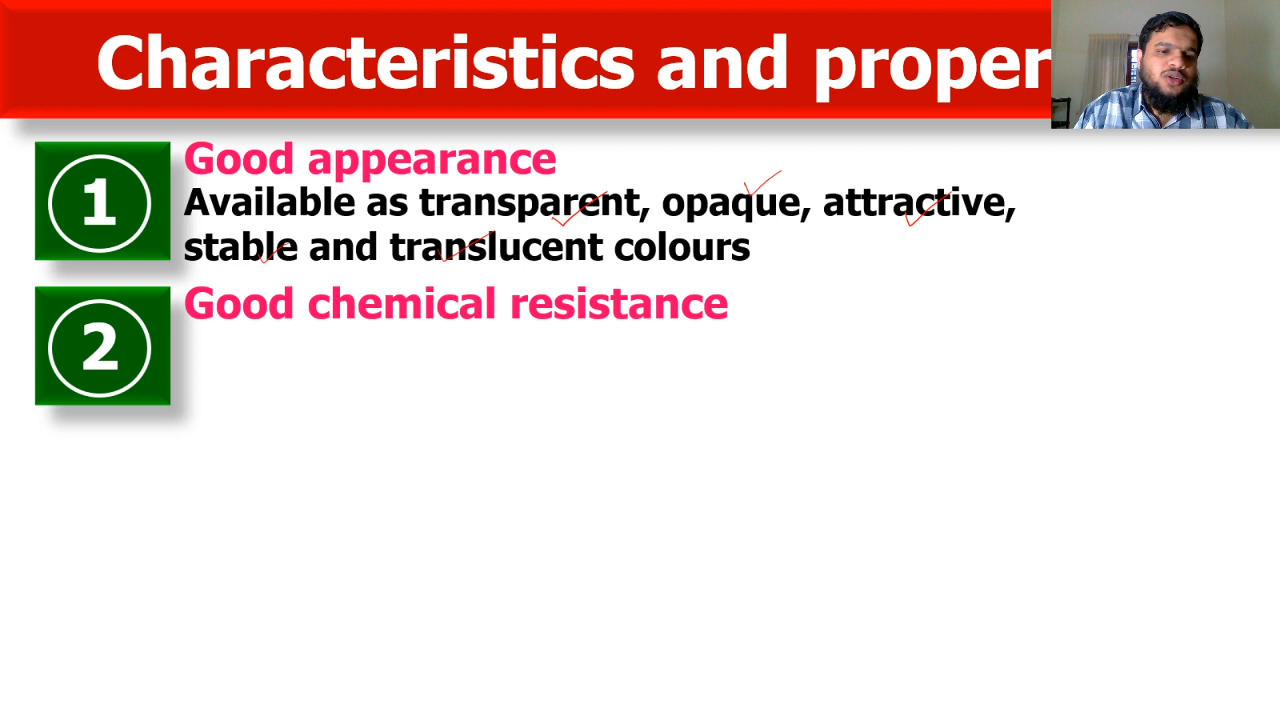 Characteristics and proper
1
Good appearance
Available as transparent, opaque, attractive,
stable and translucent colours
2
Good chemical resistance